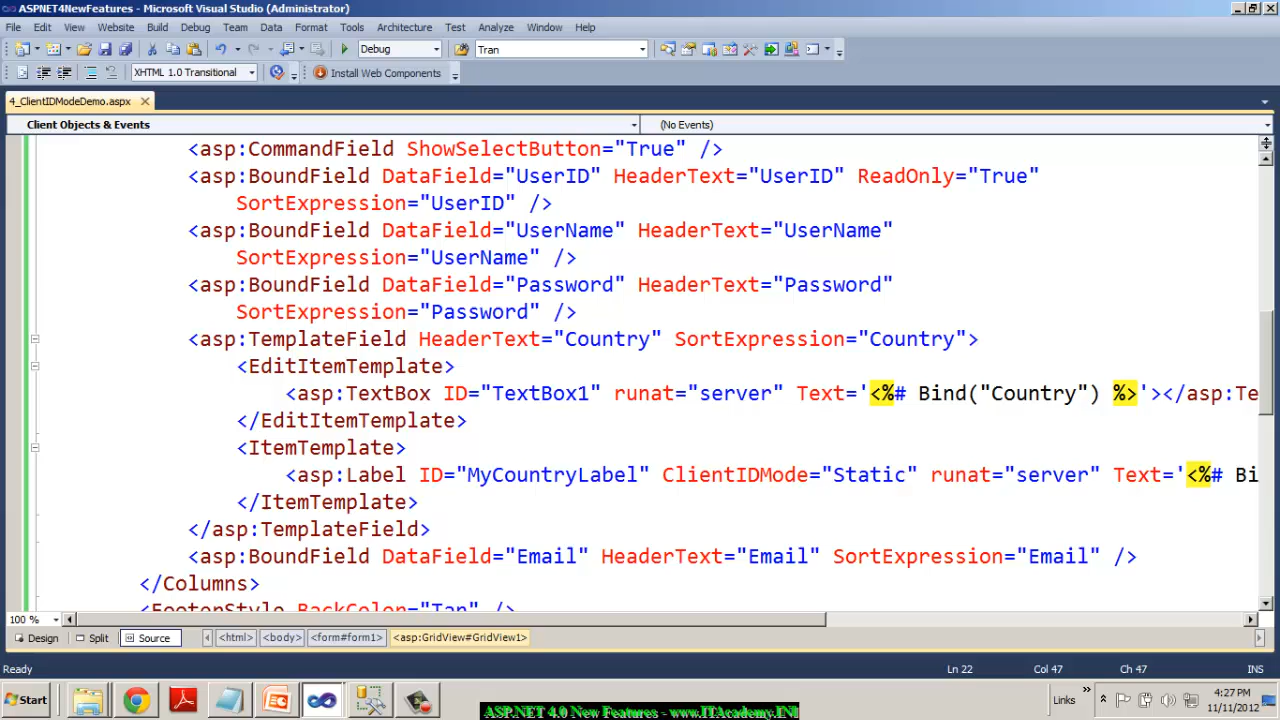 ASPNET4NewFeatures - Microsoft Visual Studio (Administrator)
File Edit View Website Build Debug Team Data Format Tools Architecture Test Analyze Window Help
Debug Tran
XHTML 1.0 Transitional Install Web Components
4_ClientIDModeDemo.aspx
Client Objects & Events (No Events)
<asp:CommandField ShowSelectButton="True" />
<asp:BoundField DataField="UserID" HeaderText="UserID" ReadOnly="True"
SortExpression="UserID" />
<asp:BoundField DataField="UserName" HeaderText="UserName"
SortExpression="UserName" />
<asp:BoundField DataField="Password" HeaderText="Password"
SortExpression="Password" />
<asp:TemplateField HeaderText="Country" SortExpression="Country">
<EditItemTemplate>
<asp:TextBox ID="TextBox1" runat="server" Text='<%# Bind("Country") %>'></asp:Te
</EditItemTemplate>
<ItemTemplate>
<asp:Label ID="MyCountryLabel" ClientIDMode="Static" runat="server" Text='<%# Bi
</ItemTemplate>
</asp:TemplateField>
<asp:BoundField DataField="Email" HeaderText="Email" SortExpression="Email" />
</Columns>
<FooterStyle BackColor="Tan" />
100 %
Design Split Source <html> <body> <form#form1> <asp:GridView#GridView1>
Ready Ln 22 Col 47 Ch 47 INS
Start Links 4:27 PM
11/11/2012
ASP.NET 4.0 New Features - www.ITAcademy.INI